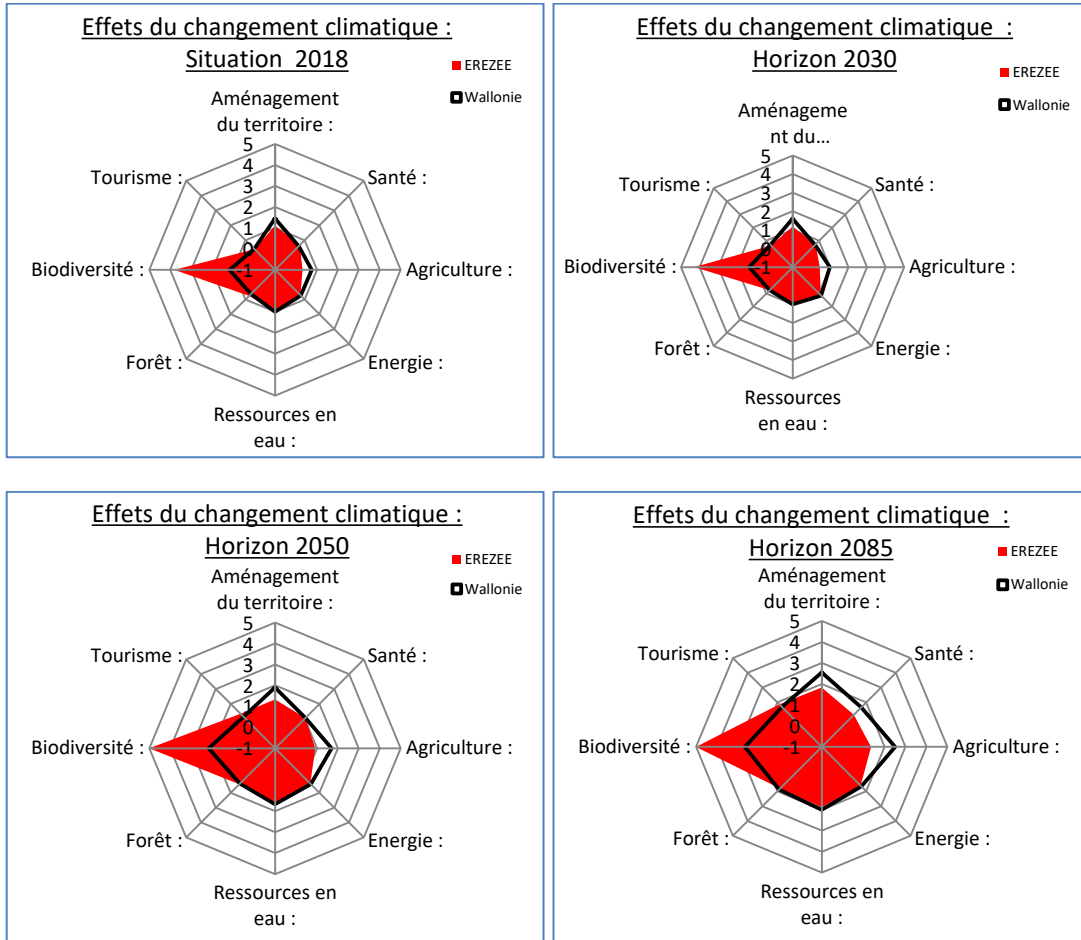 Effets du changement climatique :
Situation 2018
EREZEE
Wallonie
Aménagement
du territoire :
5
4
3
2
1
0
-1
Tourisme :
Santé :
Biodiversité :
Agriculture :
Forêt :
Energie :
Ressources en
eau :
Effets du changement climatique :
Horizon 2030
EREZEE
Wallonie
Aménageme
nt du...
5
4
3
2
1
0
-1
Tourisme :
Santé :
Biodiversité :
Agriculture :
Forêt :
Energie :
Ressources
en eau :
Effets du changement climatique :
Horizon 2050
EREZEE
Wallonie
Aménagement
du territoire :
5
4
3
2
1
0
-1
Tourisme :
Santé :
Biodiversité :
Agriculture :
Forêt :
Energie :
Ressources en
eau :
Effets du changement climatique :
Horizon 2085
EREZEE
Wallonie
Aménagement
du territoire :
5
4
3
2
1
0
-1
Tourisme :
Santé :
Biodiversité :
Agriculture :
Forêt :
Energie :
Ressources en
eau :